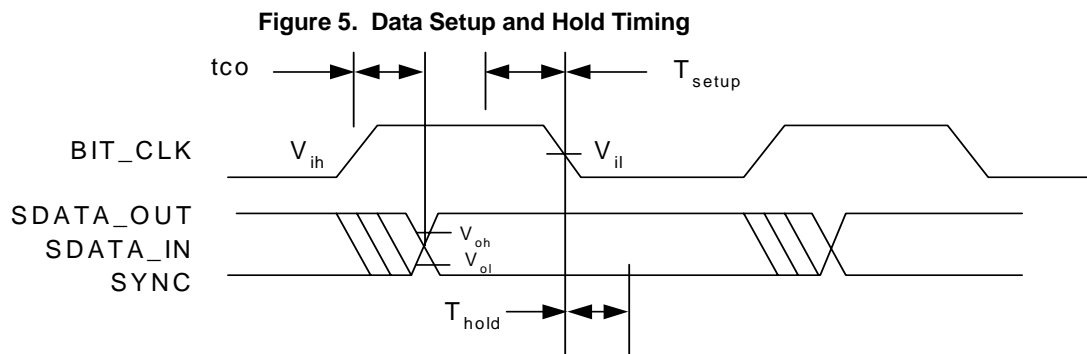 Figure 5. Data Setup and Hold Timing
tco
T setup
BIT_CLK
V ih
V il
SDATA_OUT
SDATA_IN
SYNC
V oh
V ol
T hold